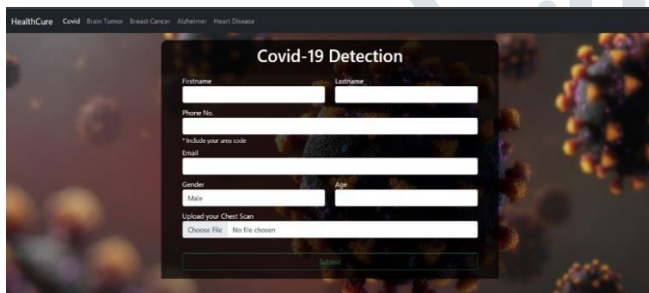 HealthCure Covid Brain Tumor Breast Cancer Alzheimer Heart Disease
Covid-19 Detection
Firstname Lastname
Phone No.
* Include your area code
Email
Gender Age
Male
Upload your Chest Scan
Choose File No file chosen
Submit